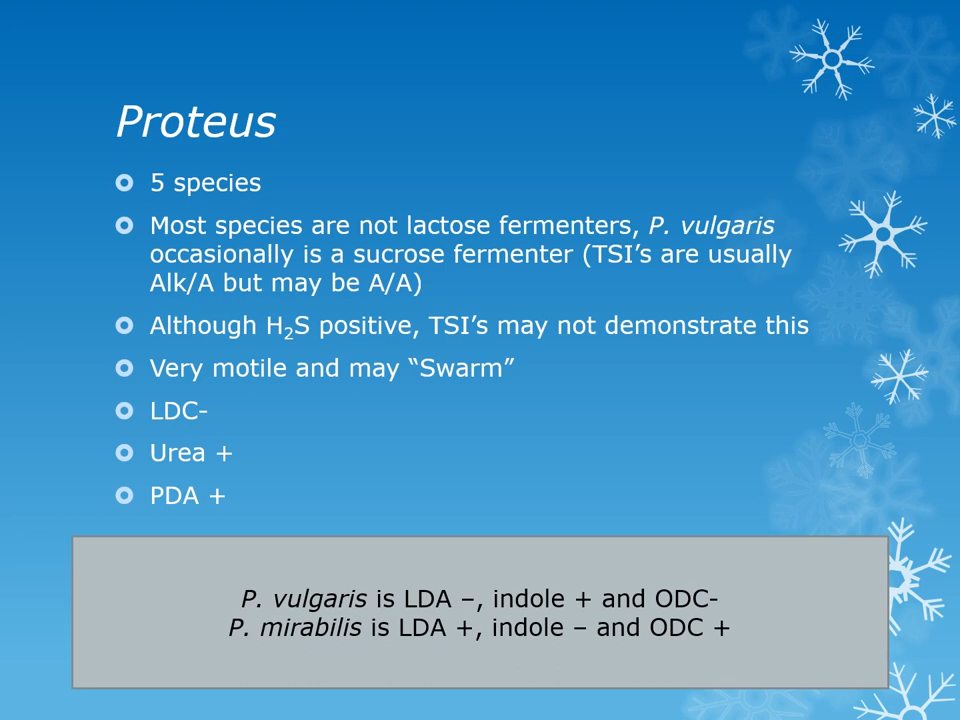 Proteus
5 species
Most species are not lactose fermenters, P. vulgaris
occasionally is a sucrose fermenter (TSI’s are usually
Alk/A but may be A/A)
Although H₂S positive, TSI’s may not demonstrate this
Very motile and may “Swarm”
LDC-
Urea +
PDA +
P. vulgaris is LDA –, indole + and ODC-
P. mirabilis is LDA +, indole – and ODC +